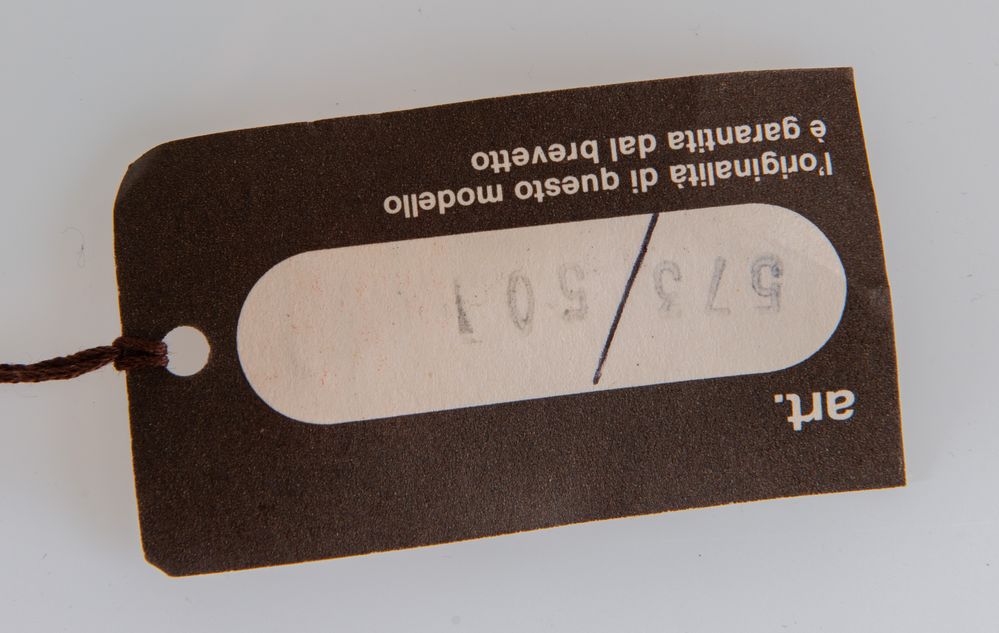 art.
573/501
l'originalità di questo modello
è garantita dal brevetto